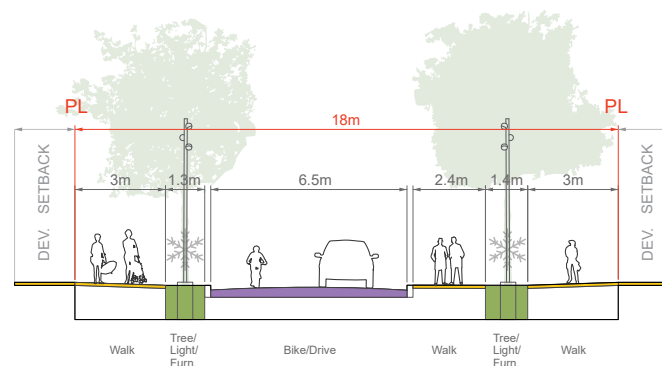 PL
PL
18m
DEV. SETBACK
DEV. SETBACK
3m
1.3m
6.5m
2.4m
1.4m
3m
Walk
Tree/
Light/
Furn.
Bike/Drive
Walk
Tree/
Light/
Furn.
Walk